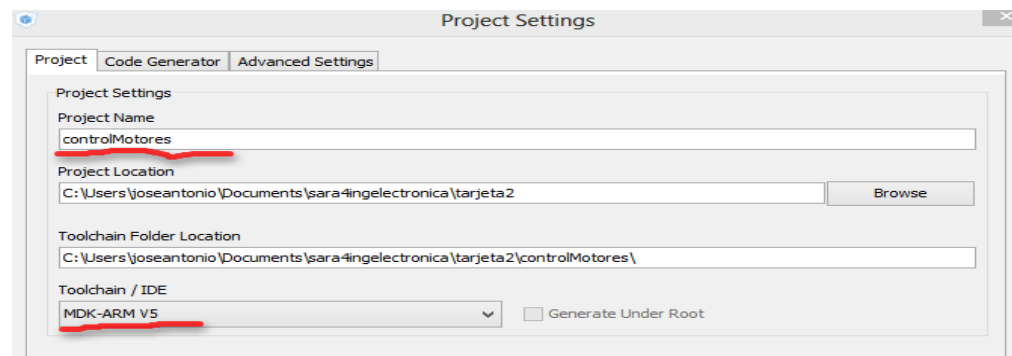 Project Settings
Project Code Generator Advanced Settings
Project Settings
Project Name
controlMotores
Project Location
C:\Users\joseantonio\Documents\sara4ingelectronica\tarjeta2 Browse
Toolchain Folder Location
C:\Users\joseantonio\Documents\sara4ingelectronica\tarjeta2\controlMotores\
Toolchain / IDE
MDK-ARM V5 Generate Under Root